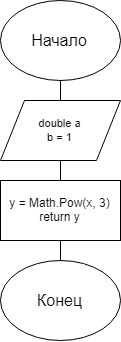 Начало
double a
b = 1
y = Math.Pow(x, 3)
return y
Конец